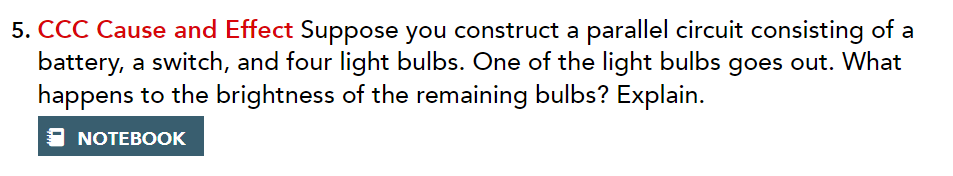 5. CCC Cause and Effect Suppose you construct a parallel circuit consisting of a
battery, a switch, and four light bulbs. One of the light bulbs goes out. What
happens to the brightness of the remaining bulbs? Explain.
NOTEBOOK